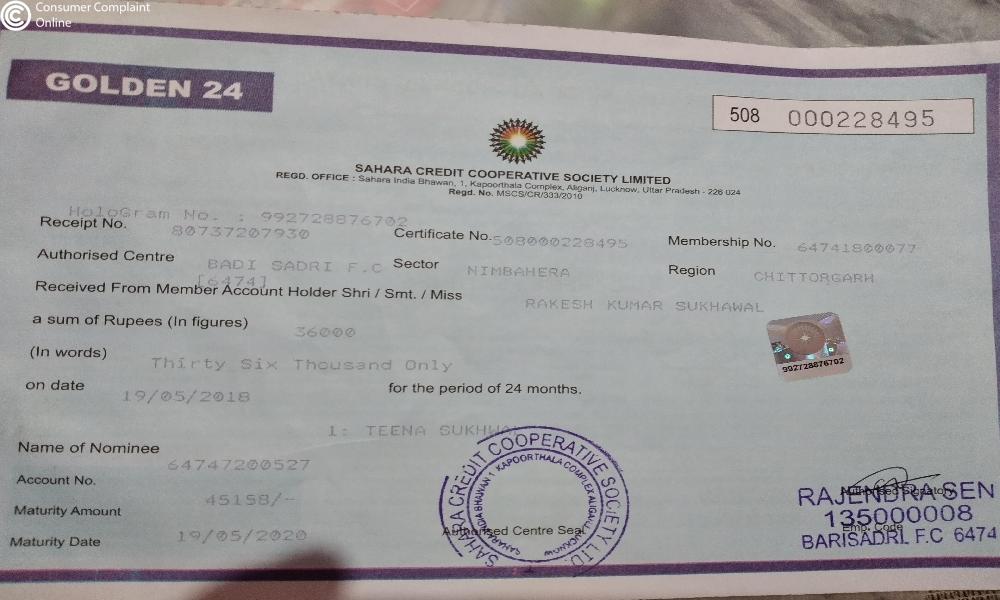 Consumer Complaint
Online
GOLDEN 24
508 000228495
SAHARA CREDIT COOPERATIVE SOCIETY LIMITED
REGD. OFFICE : Sahara India Bhawan, 1, Kapoorthala Complex, Aliganj, Lucknow, Uttar Pradesh - 226 024
Regd. No. MSCS/CR/333/2010
HoloGram No. : 992728876702
Receipt No. 80737207930 Certificate No. 508000228495 Membership No. 64741800077
Authorised Centre BADI SADRI F.C Sector NIMBAHERA Region CHITTORGARH
[6474]
Received From Member Account Holder Shri / Smt. / Miss RAKESH KUMAR SUKHAWAL
a sum of Rupees (In figures) 36000
(In words) Thirty Six Thousand Only
992728876702
on date 19/05/2018 for the period of 24 months.
1: TEENA SUKHWAL
Name of Nominee
Account No. 64747200527
Maturity Amount 45158/-
Maturity Date 19/05/2020
Authorised Centre Seal
SAHARA CREDIT COOPERATIVE SOCIETY LTD.
SAHARA INDIA BHAWAN 1 KAPOORTHALA COMPLEX ALIGANJ LUCKNOW
Authorised Signatory
RAJENDRA SEN
135000008
Emp. Code
BARISADRI. F.C 6474